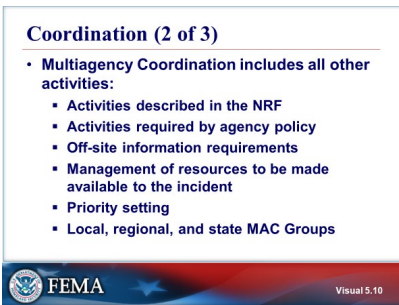 Coordination (2 of 3)
• Multiagency Coordination includes all other
activities:
▪ Activities described in the NRF
▪ Activities required by agency policy
▪ Off-site information requirements
▪ Management of resources to be made
available to the incident
▪ Priority setting
▪ Local, regional, and state MAC Groups
FEMA
Visual 5.10